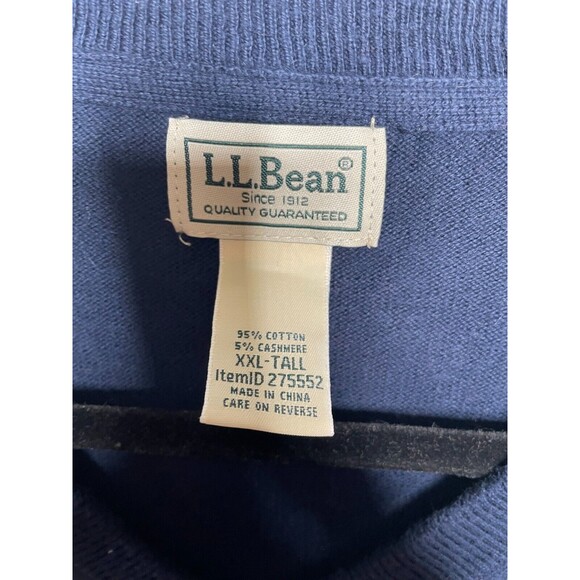 L.L.Bean®
Since 1912
QUALITY GUARANTEED
95% COTTON
5% CASHMERE
XXL-TALL
ItemID 275552
MADE IN CHINA
CARE ON REVERSE